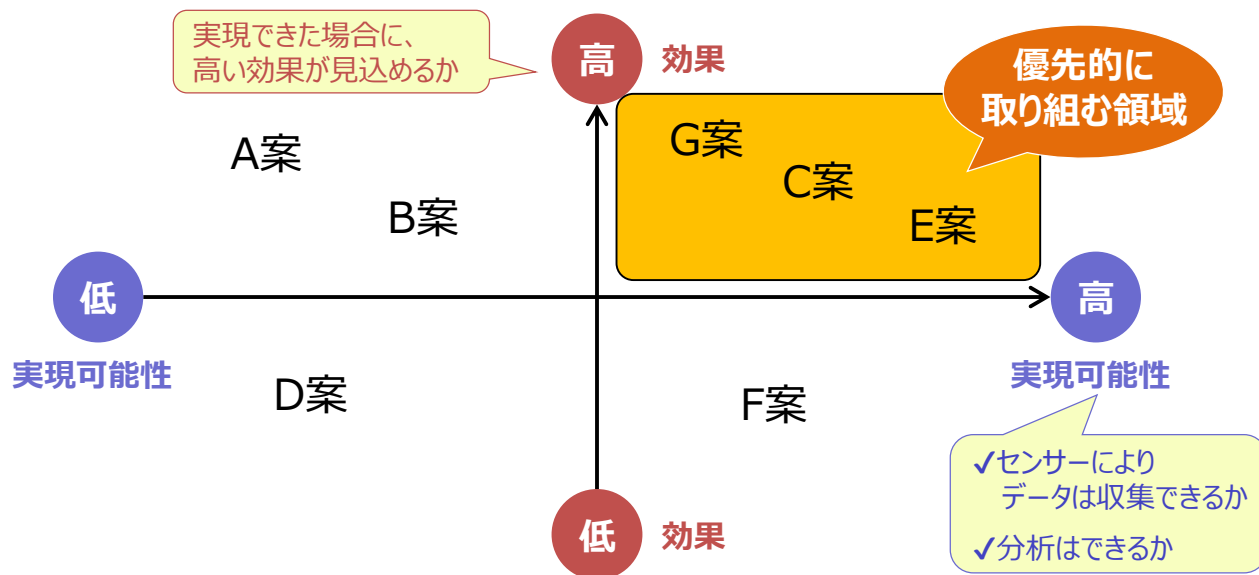 実現できた場合に、
高い効果が見込めるか
高
効果
優先的に
取り組む領域
A案
G案
C案
B案
E案
低
高
実現可能性
実現可能性
D案
F案
✓センサーにより
データは収集できるか
✓分析はできるか
低
効果